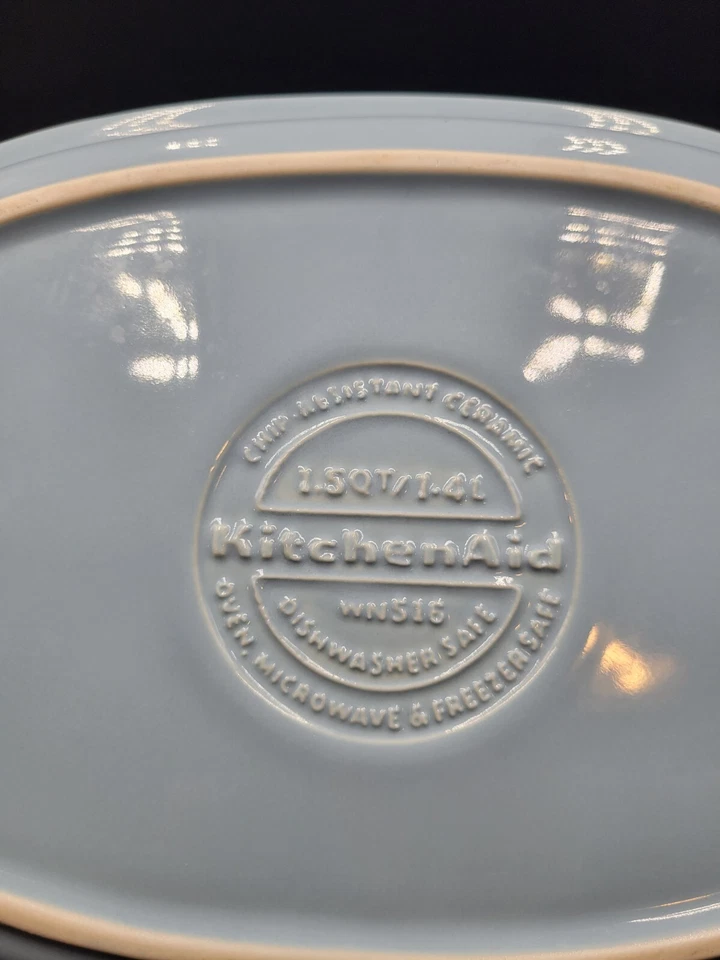 CHIP-RESISTANT CERAMIC
1.5QT/1.4L
KitchenAid
WN516
DISHWASHER SAFE
OVEN, MICROWAVE & FREEZER SAFE